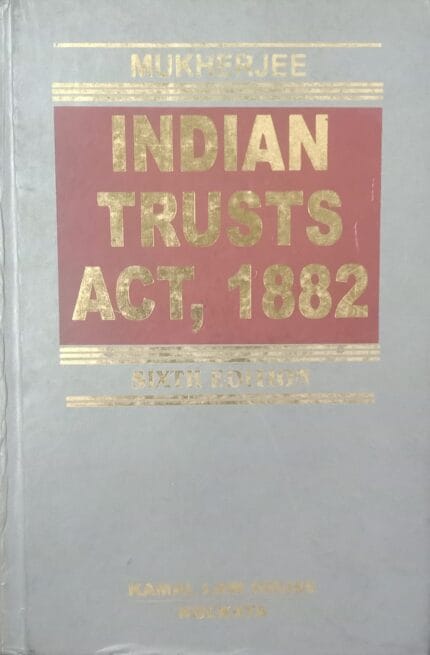 MUKHERJEE
INDIAN
TRUSTS
ACT, 1882
SIXTH EDITION
KAMAL LAW HOUSE
KOLKATA